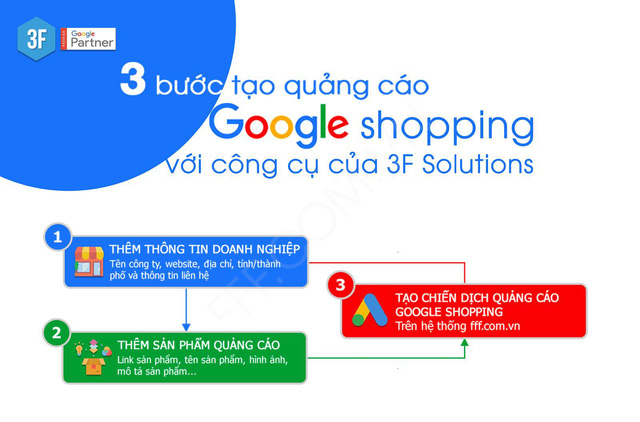 3F
Google
Partner
3 bước tạo quảng cáo
Google shopping
với công cụ của 3F Solutions
1
THÊM THÔNG TIN DOANH NGHIỆP
Tên công ty, website, địa chỉ, tỉnh/thành
phố và thông tin liên hệ
2
THÊM SẢN PHẨM QUẢNG CÁO
Link sản phẩm, tên sản phẩm, hình ảnh,
mô tả sản phẩm...
3
TẠO CHIẾN DỊCH QUẢNG CÁO
GOOGLE SHOPPING
Trên hệ thống fff.com.vn